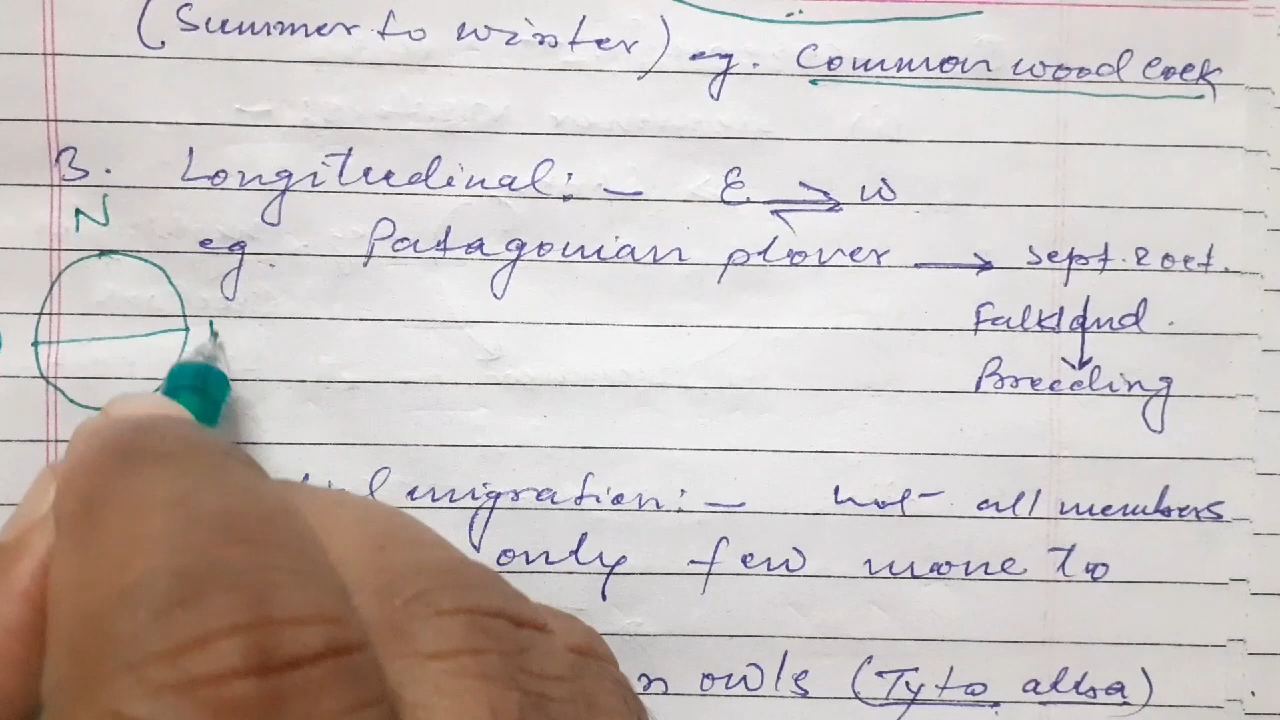 (Summer to winter) eg. Common wood cock
3. Longitudinal:- E ⇌ W
N
eg. Patagonian plover → Sept. & oct.
Falkland.
Breeding
migration:- not all members
only few move to
owls (Tyto alba)